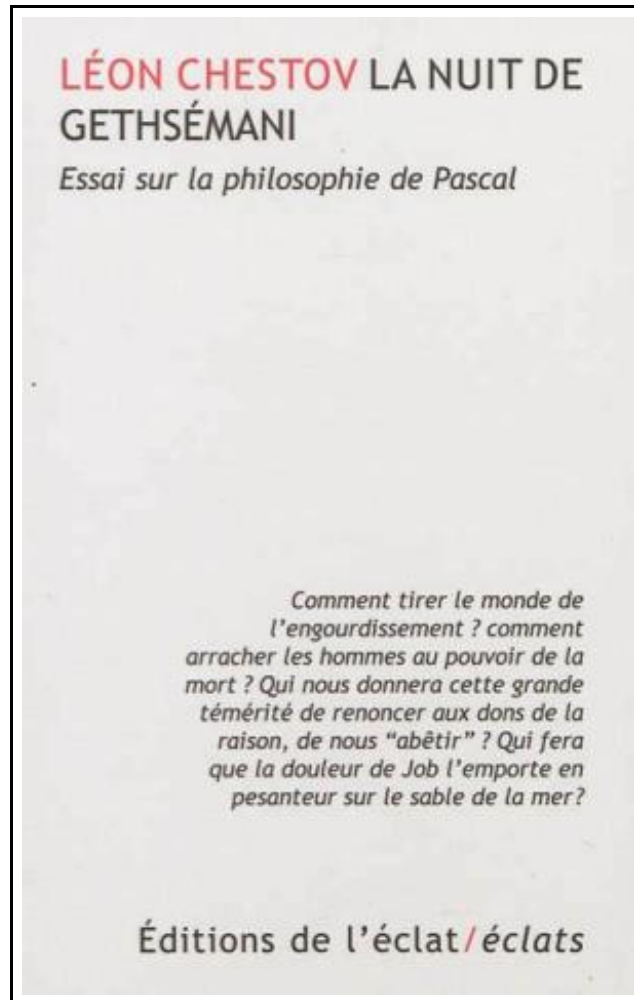 LÉON CHESTOV LA NUIT DE
GETHSÉMANI
Essai sur la philosophie de Pascal
Comment tirer le monde de
l’engourdissement ? comment
arracher les hommes au pouvoir de la
mort ? Qui nous donnera cette grande
témérité de renoncer aux dons de la
raison, de nous “abêtir” ? Qui fera
que la douleur de Job l’emporte en
pesanteur sur le sable de la mer?
Éditions de l’éclat/éclats